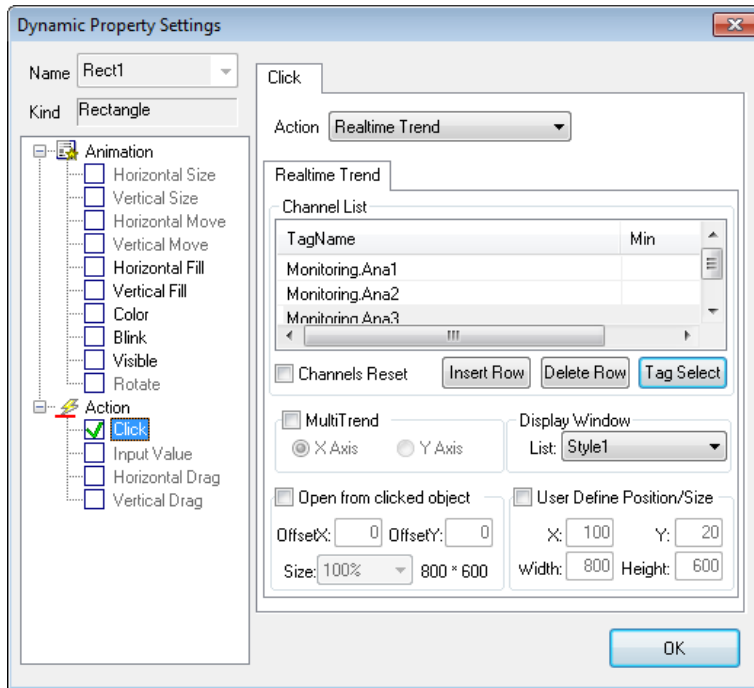 Dynamic Property Settings
Name Rect1
Kind Rectangle
Animation
Horizontal Size
Vertical Size
Horizontal Move
Vertical Move
Horizontal Fill
Vertical Fill
Color
Blink
Visible
Rotate
Action
Click
Input Value
Horizontal Drag
Vertical Drag
Click
Action Realtime Trend
Realtime Trend
Channel List
TagName Min
Monitoring.Ana1
Monitoring.Ana2
Monitoring.Ana3
Channels Reset Insert Row Delete Row Tag Select
MultiTrend
X Axis Y Axis
Display Window
List: Style1
Open from clicked object
OffsetX: 0 OffsetY: 0
Size: 100% 800 * 600
User Define Position/Size
X: 100 Y: 20
Width: 800 Height: 600
OK